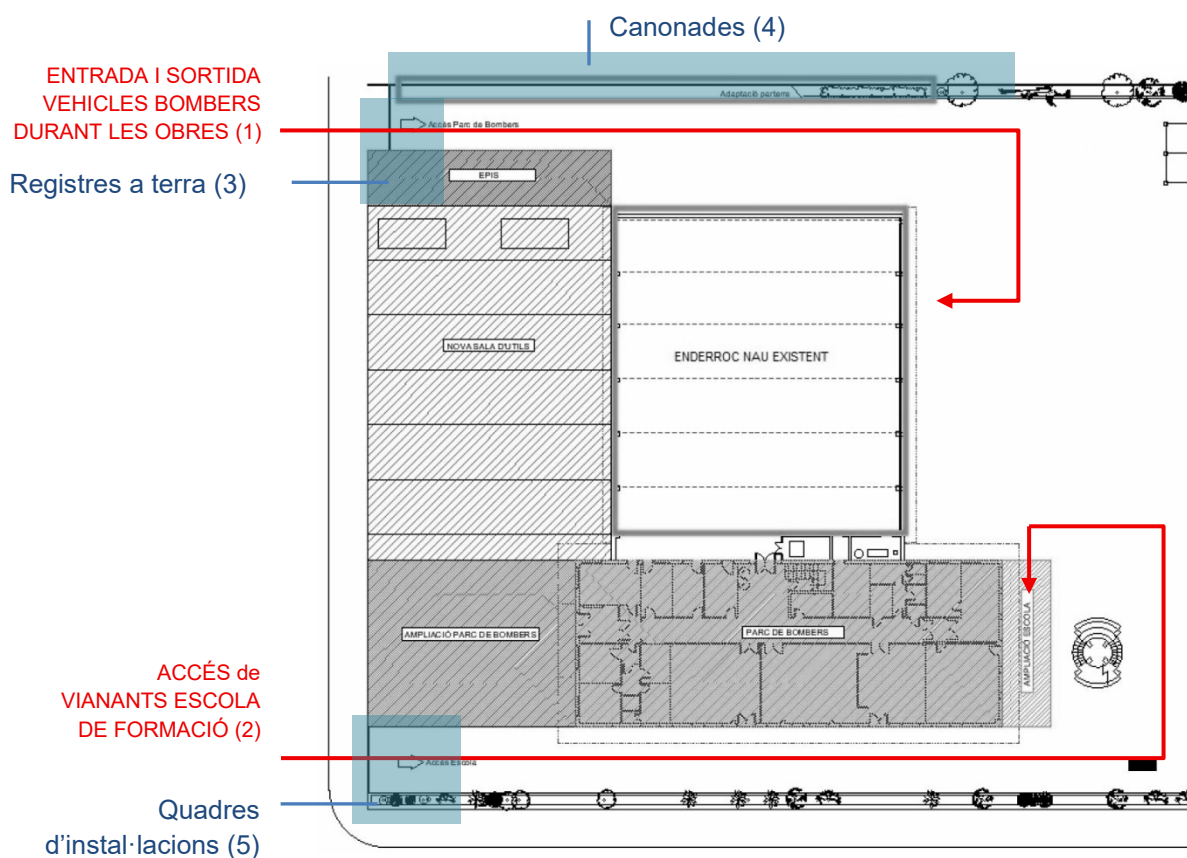 Canonades (4)
ENTRADA I SORTIDA
VEHICLES BOMBERS
DURANT LES OBRES (1)
Adaptació parterrs
Accés Parc de Bombers
Registres a terra (3)
EPIS
NOVA SALA D'UTILS
ENDERROC NAU EXISTENT
AMPLIACIÓ PARC DE BOMBERS
PARC DE BOMBERS
AMPLIACIÓ ESCOLA
ACCÉS de
VIANANTS ESCOLA
DE FORMACIÓ (2)
Accés Escola
Quadres
d'instal·lacions (5)